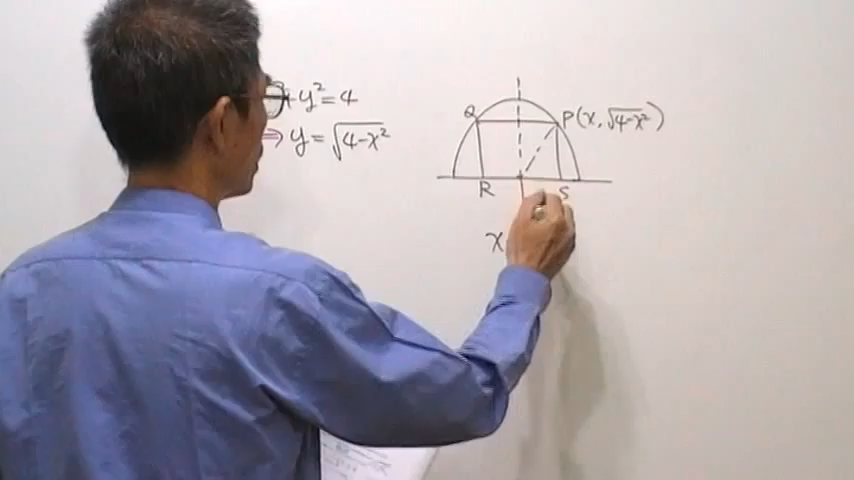 +y²=4
⇒ y=√4-x²
Q
P(x, √4-x²)
R
S
x